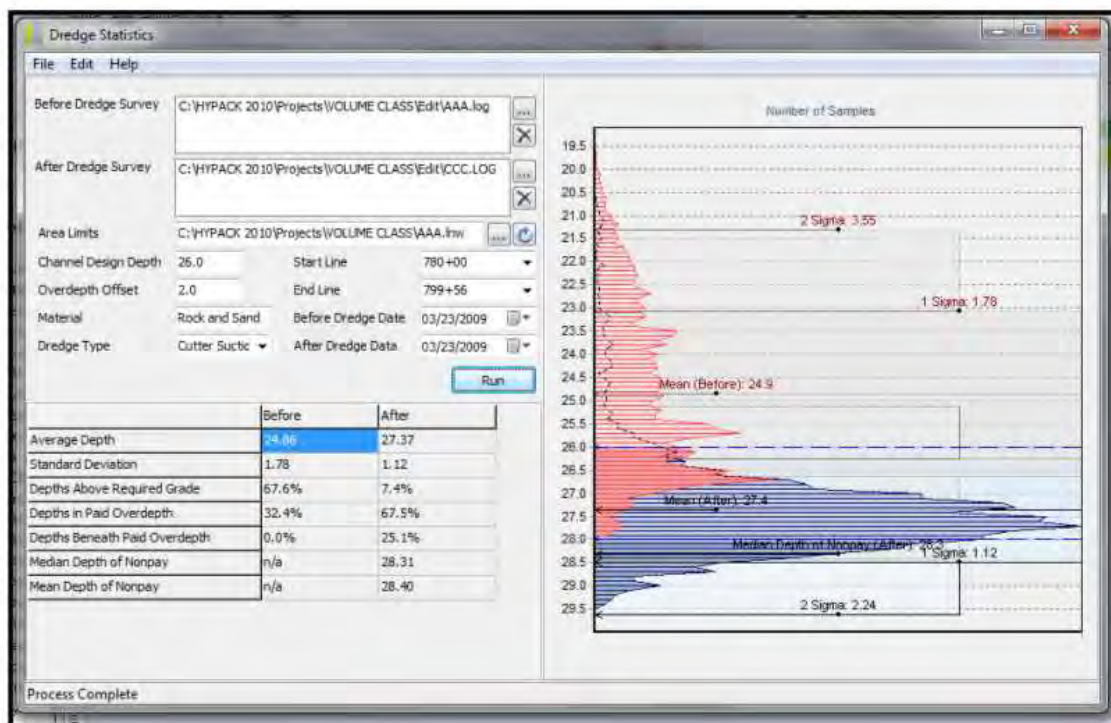 Dredge Statistics
File Edit Help
Before Dredge Survey C:\HYPACK 2010\Projects\VOLUME CLASS\Edit\AAA.log ...
After Dredge Survey C:\HYPACK 2010\Projects\VOLUME CLASS\Edit\CCC.LOG ...
Area Limits C:\HYPACK 2010\Projects\VOLUME CLASS\AAA.lnw ...
Channel Design Depth 26.0 Start Line 780+00
Overdepth Offset 2.0 End Line 799+56
Material Rock and Sand Before Dredge Date 03/23/2009
Dredge Type Cutter Suctic After Dredge Data 03/23/2009
Run
Before After
Average Depth 24.86 27.37
Standard Deviation 1.78 1.12
Depths Above Required Grade 67.6% 7.4%
Depths in Paid Overdepth 32.4% 67.5%
Depths Beneath Paid Overdepth 0.0% 25.1%
Median Depth of Nonpay n/a 28.31
Mean Depth of Nonpay n/a 28.40
Number of Samples
19.5
20.0
20.5
21.0
2 Sigma: 3.55
21.5
22.0
22.5
1 Sigma: 1.78
23.0
23.5
24.0
24.5
Mean (Before): 24.9
25.0
25.5
26.0
26.5
27.0
Mean (After): 27.4
27.5
28.0
Median Depth of Nonpay (After): 28.3
1 Sigma: 1.12
28.5
29.0
2 Sigma: 2.24
29.5
Process Complete